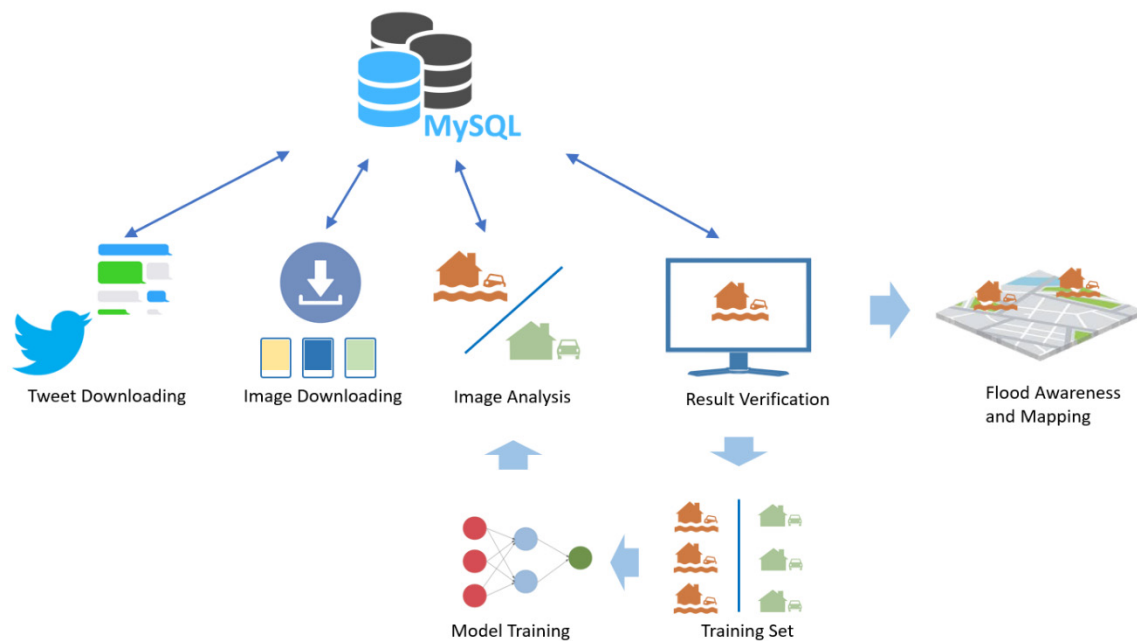 MySQL
Tweet Downloading
Image Downloading
Image Analysis
Result Verification
Flood Awareness
and Mapping
Model Training
Training Set